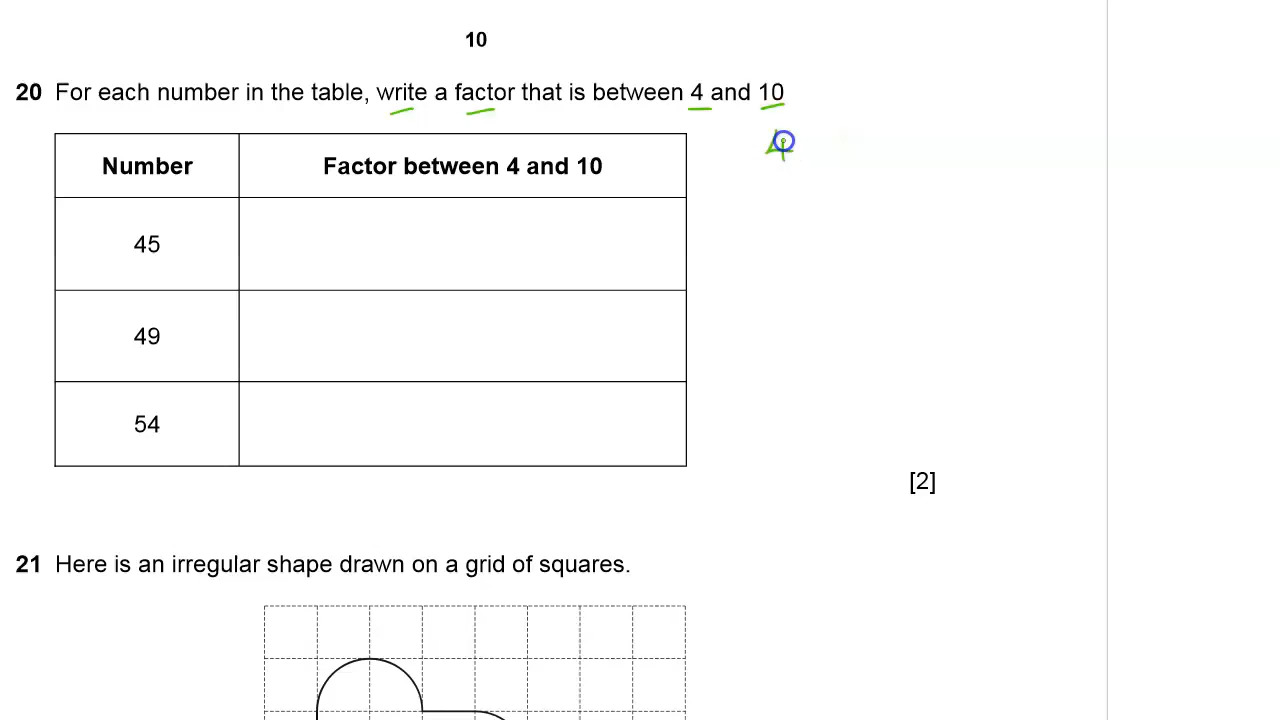 10
20 For each number in the table, write a factor that is between 4 and 10
4
Number Factor between 4 and 10
45
49
54
[2]
21 Here is an irregular shape drawn on a grid of squares.